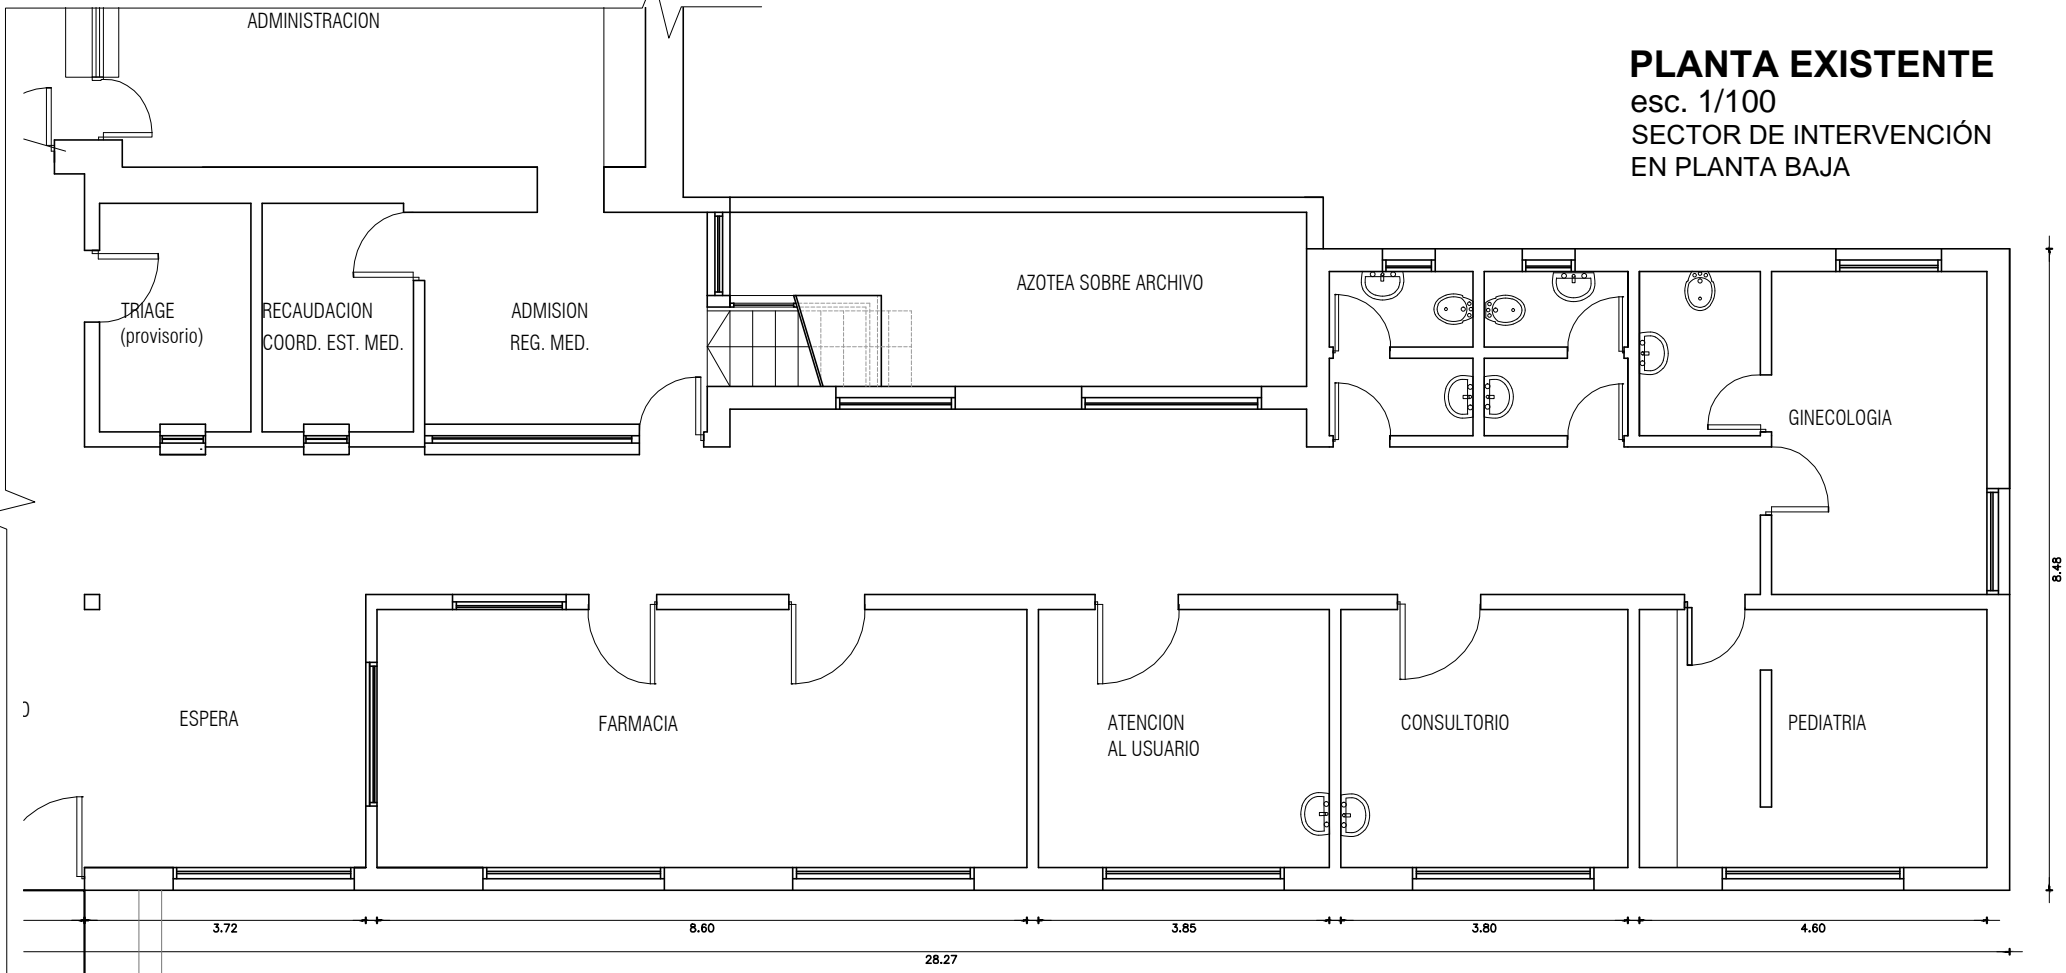 ADMINISTRACION
PLANTA EXISTENTE
esc. 1/100
SECTOR DE INTERVENCIÓN
EN PLANTA BAJA
TRIAGE
(provisorio)
RECAUDACION
COORD. EST. MED.
ADMISION
REG. MED.
AZOTEA SOBRE ARCHIVO
GINECOLOGIA
8.48
ESPERA
FARMACIA
ATENCION
AL USUARIO
CONSULTORIO
PEDIATRIA
3.72
8.60
3.85
3.80
4.60
28.27